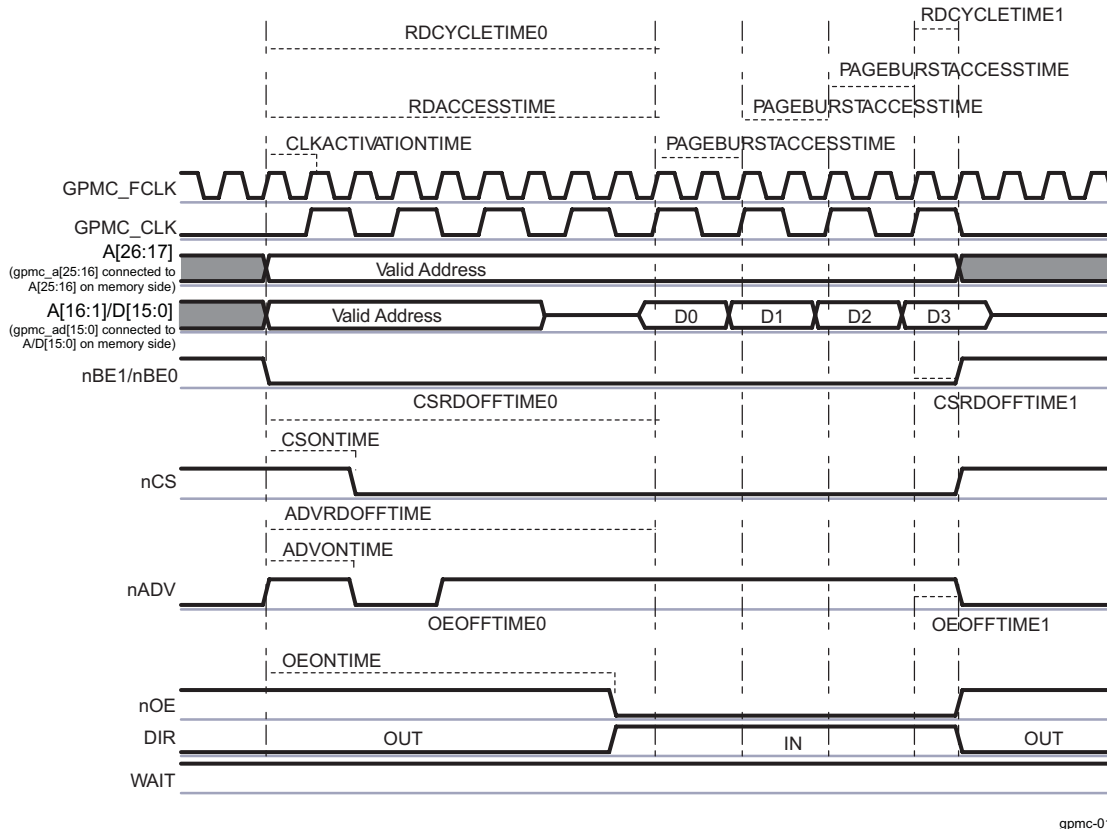 RDCYCLETIME1
RDCYCLETIME0
PAGEBURSTACCESSTIME
RDACCESSTIME
PAGEBURSTACCESSTIME
CLKACTIVATIONTIME
PAGEBURSTACCESSTIME
GPMC_FCLK
GPMC_CLK
A[26:17]
(gpmc_a[25:16] connected to
A[25:16] on memory side)
Valid Address
A[16:1]/D[15:0]
(gpmc_ad[15:0] connected to
A/D[15:0] on memory side)
Valid Address
D0
D1
D2
D3
nBE1/nBE0
CSRDOFFTIME0
CSRDOFFTIME1
CSONTIME
nCS
ADVRDOFFTIME
ADVONTIME
nADV
OEOFFTIME0
OEOFFTIME1
OEONTIME
nOE
DIR
OUT
IN
OUT
WAIT
gpmc-01